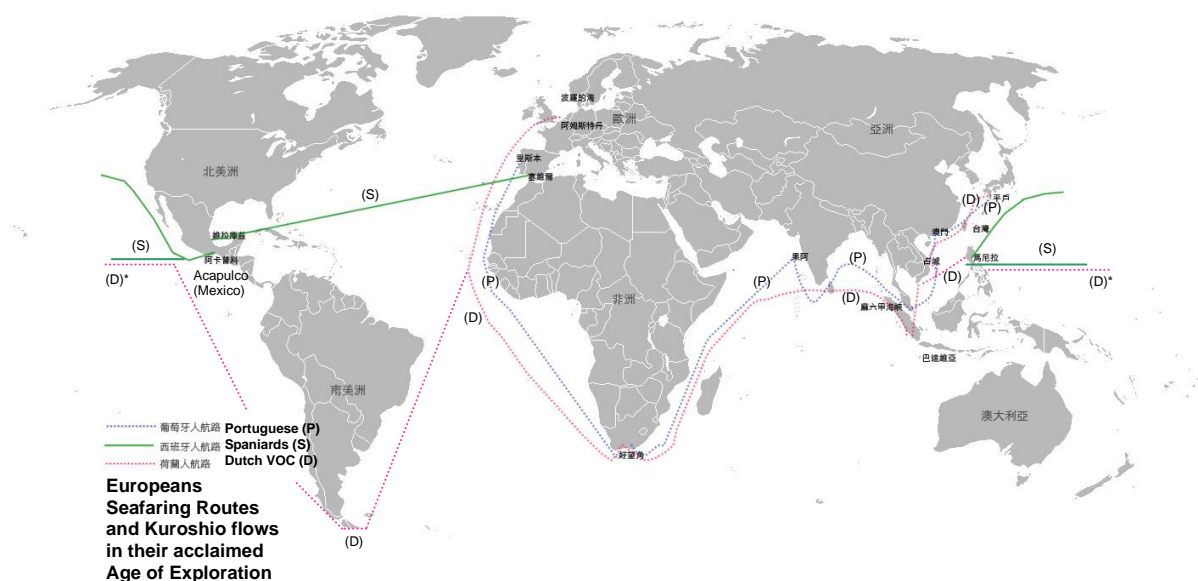 波羅的海
阿姆斯特丹
歐洲
亞洲
里斯本
塞維爾
北美洲
(S)
(D)
平戶
(P)
澳門
台灣
維拉庫茲
阿卡普科
Acapulco
(Mexico)
(S)
(D)*
果阿
占城
馬尼拉
(S)
(P)
(P)
(D)
(D)*
(P)
(D)
麻六甲海峽
非洲
(D)
巴達維亞
南美洲
澳大利亞
葡萄牙人航路 Portuguese (P)
西班牙人航路 Spaniards (S)
荷蘭人航路 Dutch VOC (D)
好望角
Europeans
Seafaring Routes
and Kuroshio flows
in their acclaimed
Age of Exploration
(D)